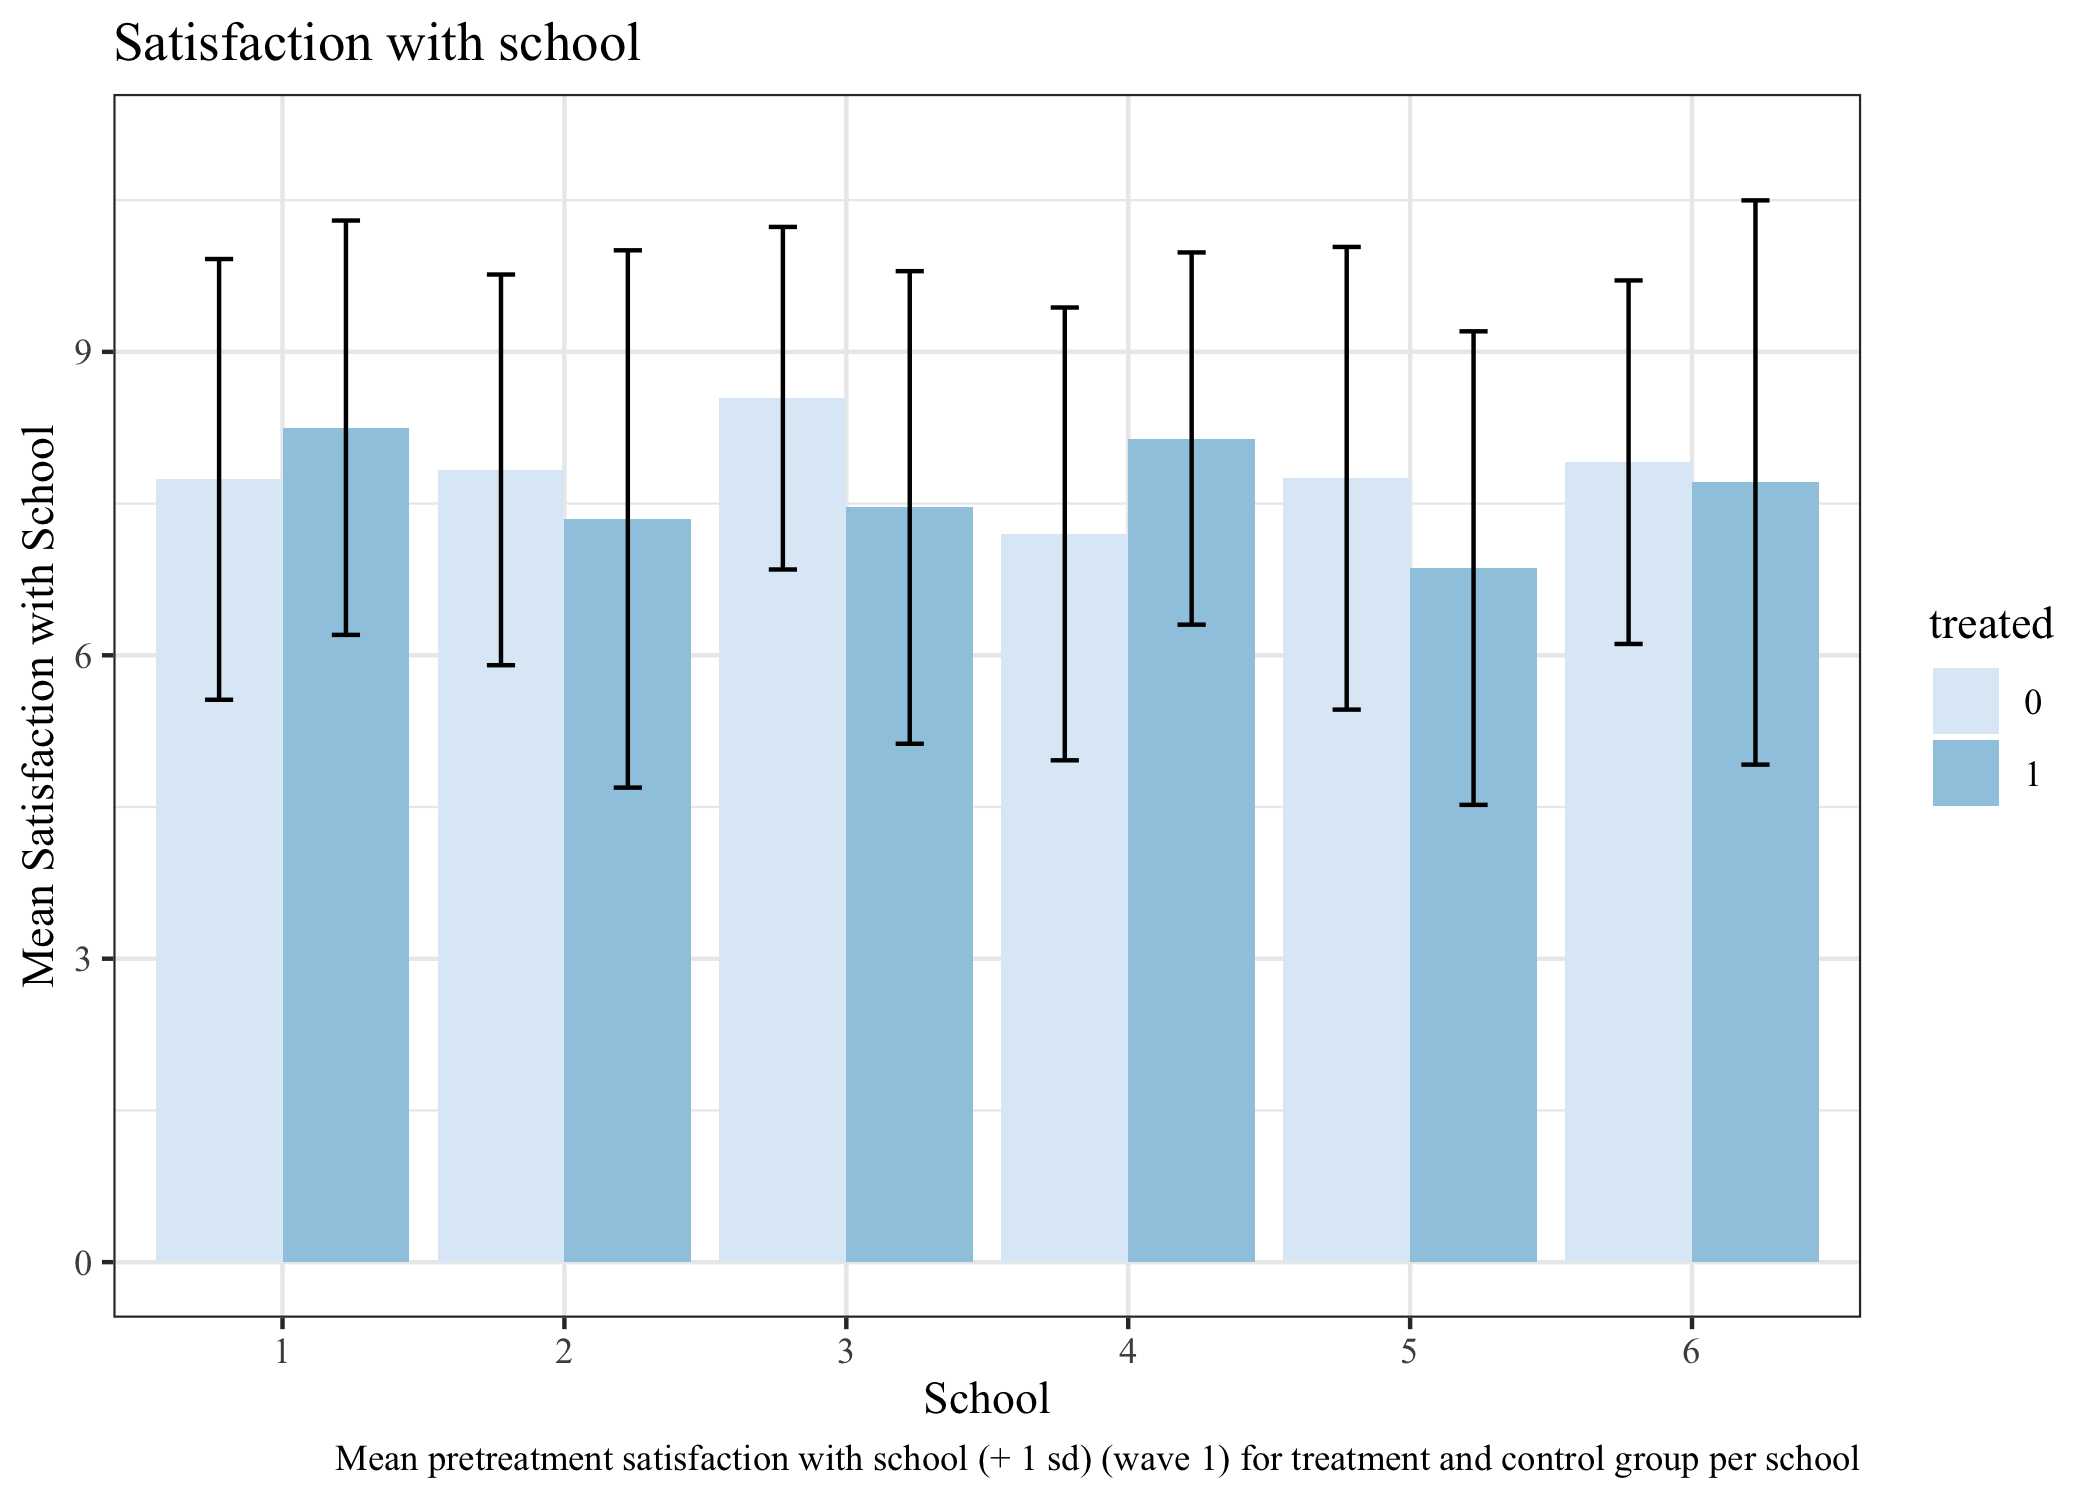 Satisfaction with school
Mean Satisfaction with School
9
6
3
0
1 2 3 4 5 6
School
treated
0
1
Mean pretreatment satisfaction with school (+ 1 sd) (wave 1) for treatment and control group per school